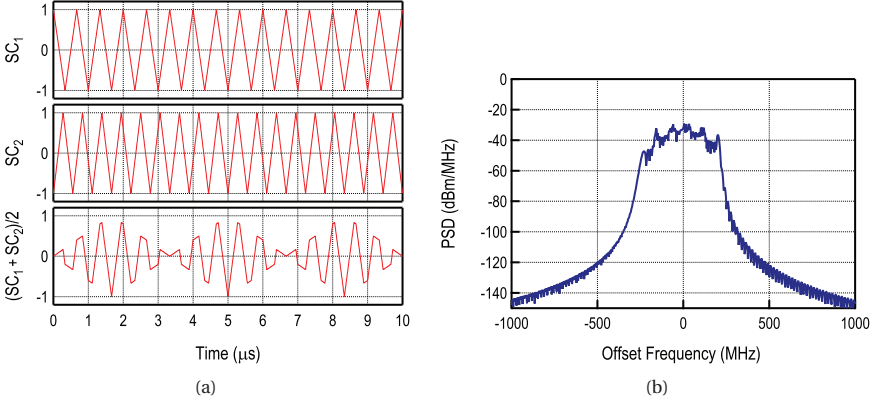 SC₁
1
0
-1
SC₂
1
0
-1
(SC₁ + SC₂)/2
1
0
-1
0 1 2 3 4 5 6 7 8 9 10
Time (μs)
(a)
PSD (dBm/MHz)
0
-20
-40
-60
-80
-100
-120
-140
-1000 -500 0 500 1000
Offset Frequency (MHz)
(b)